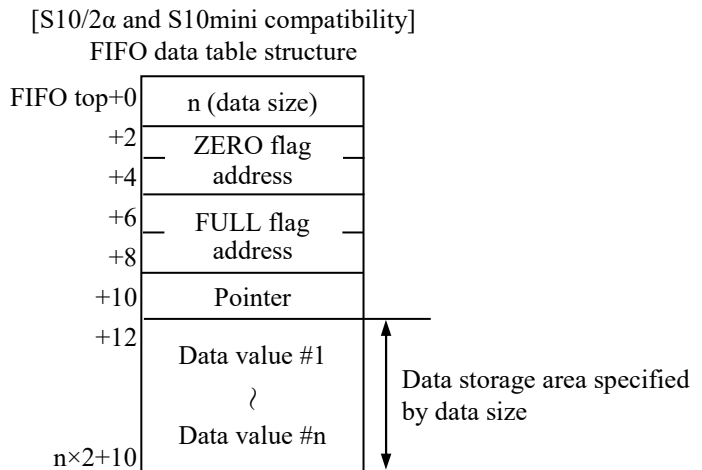 [S10/2α and S10mini compatibility]
FIFO data table structure
FIFO top+0
n (data size)
+2
ZERO flag
+4
address
+6
FULL flag
+8
address
+10
Pointer
+12
Data value #1
~
Data storage area specified
by data size
Data value #n
n×2+10